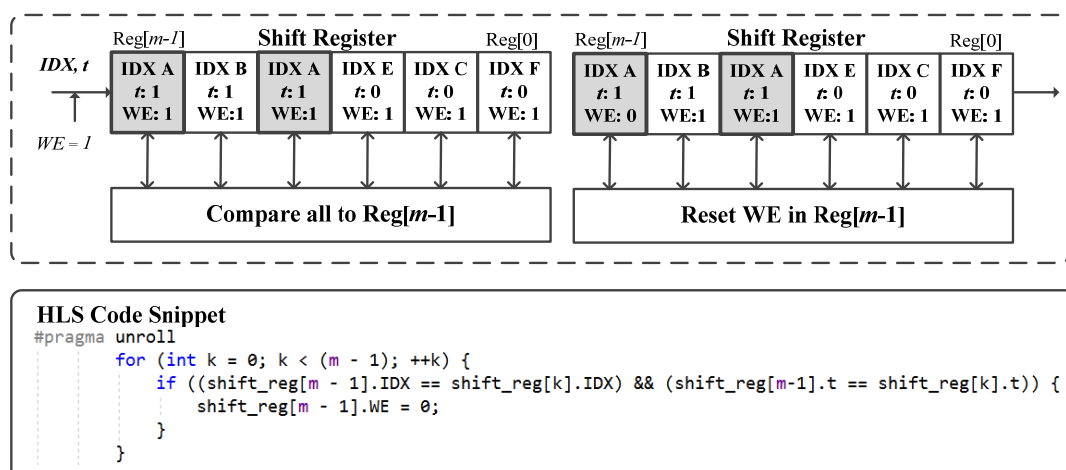 Reg[m-1] Shift Register Reg[0]
IDX, t
WE = 1
IDX A IDX B IDX A IDX E IDX C IDX F
t: 1 t: 1 t: 1 t: 0 t: 0 t: 0
WE: 1 WE:1 WE:1 WE: 1 WE: 1 WE: 1
Compare all to Reg[m-1]
Reg[m-1] Shift Register Reg[0]
IDX A IDX B IDX A IDX E IDX C IDX F
t: 1 t: 1 t: 1 t: 0 t: 0 t: 0
WE: 0 WE:1 WE:1 WE: 1 WE: 1 WE: 1
Reset WE in Reg[m-1]
HLS Code Snippet
#pragma unroll
for (int k = 0; k < (m - 1); ++k) {
if ((shift_reg[m - 1].IDX == shift_reg[k].IDX) && (shift_reg[m-1].t == shift_reg[k].t)) {
shift_reg[m - 1].WE = 0;
}
}